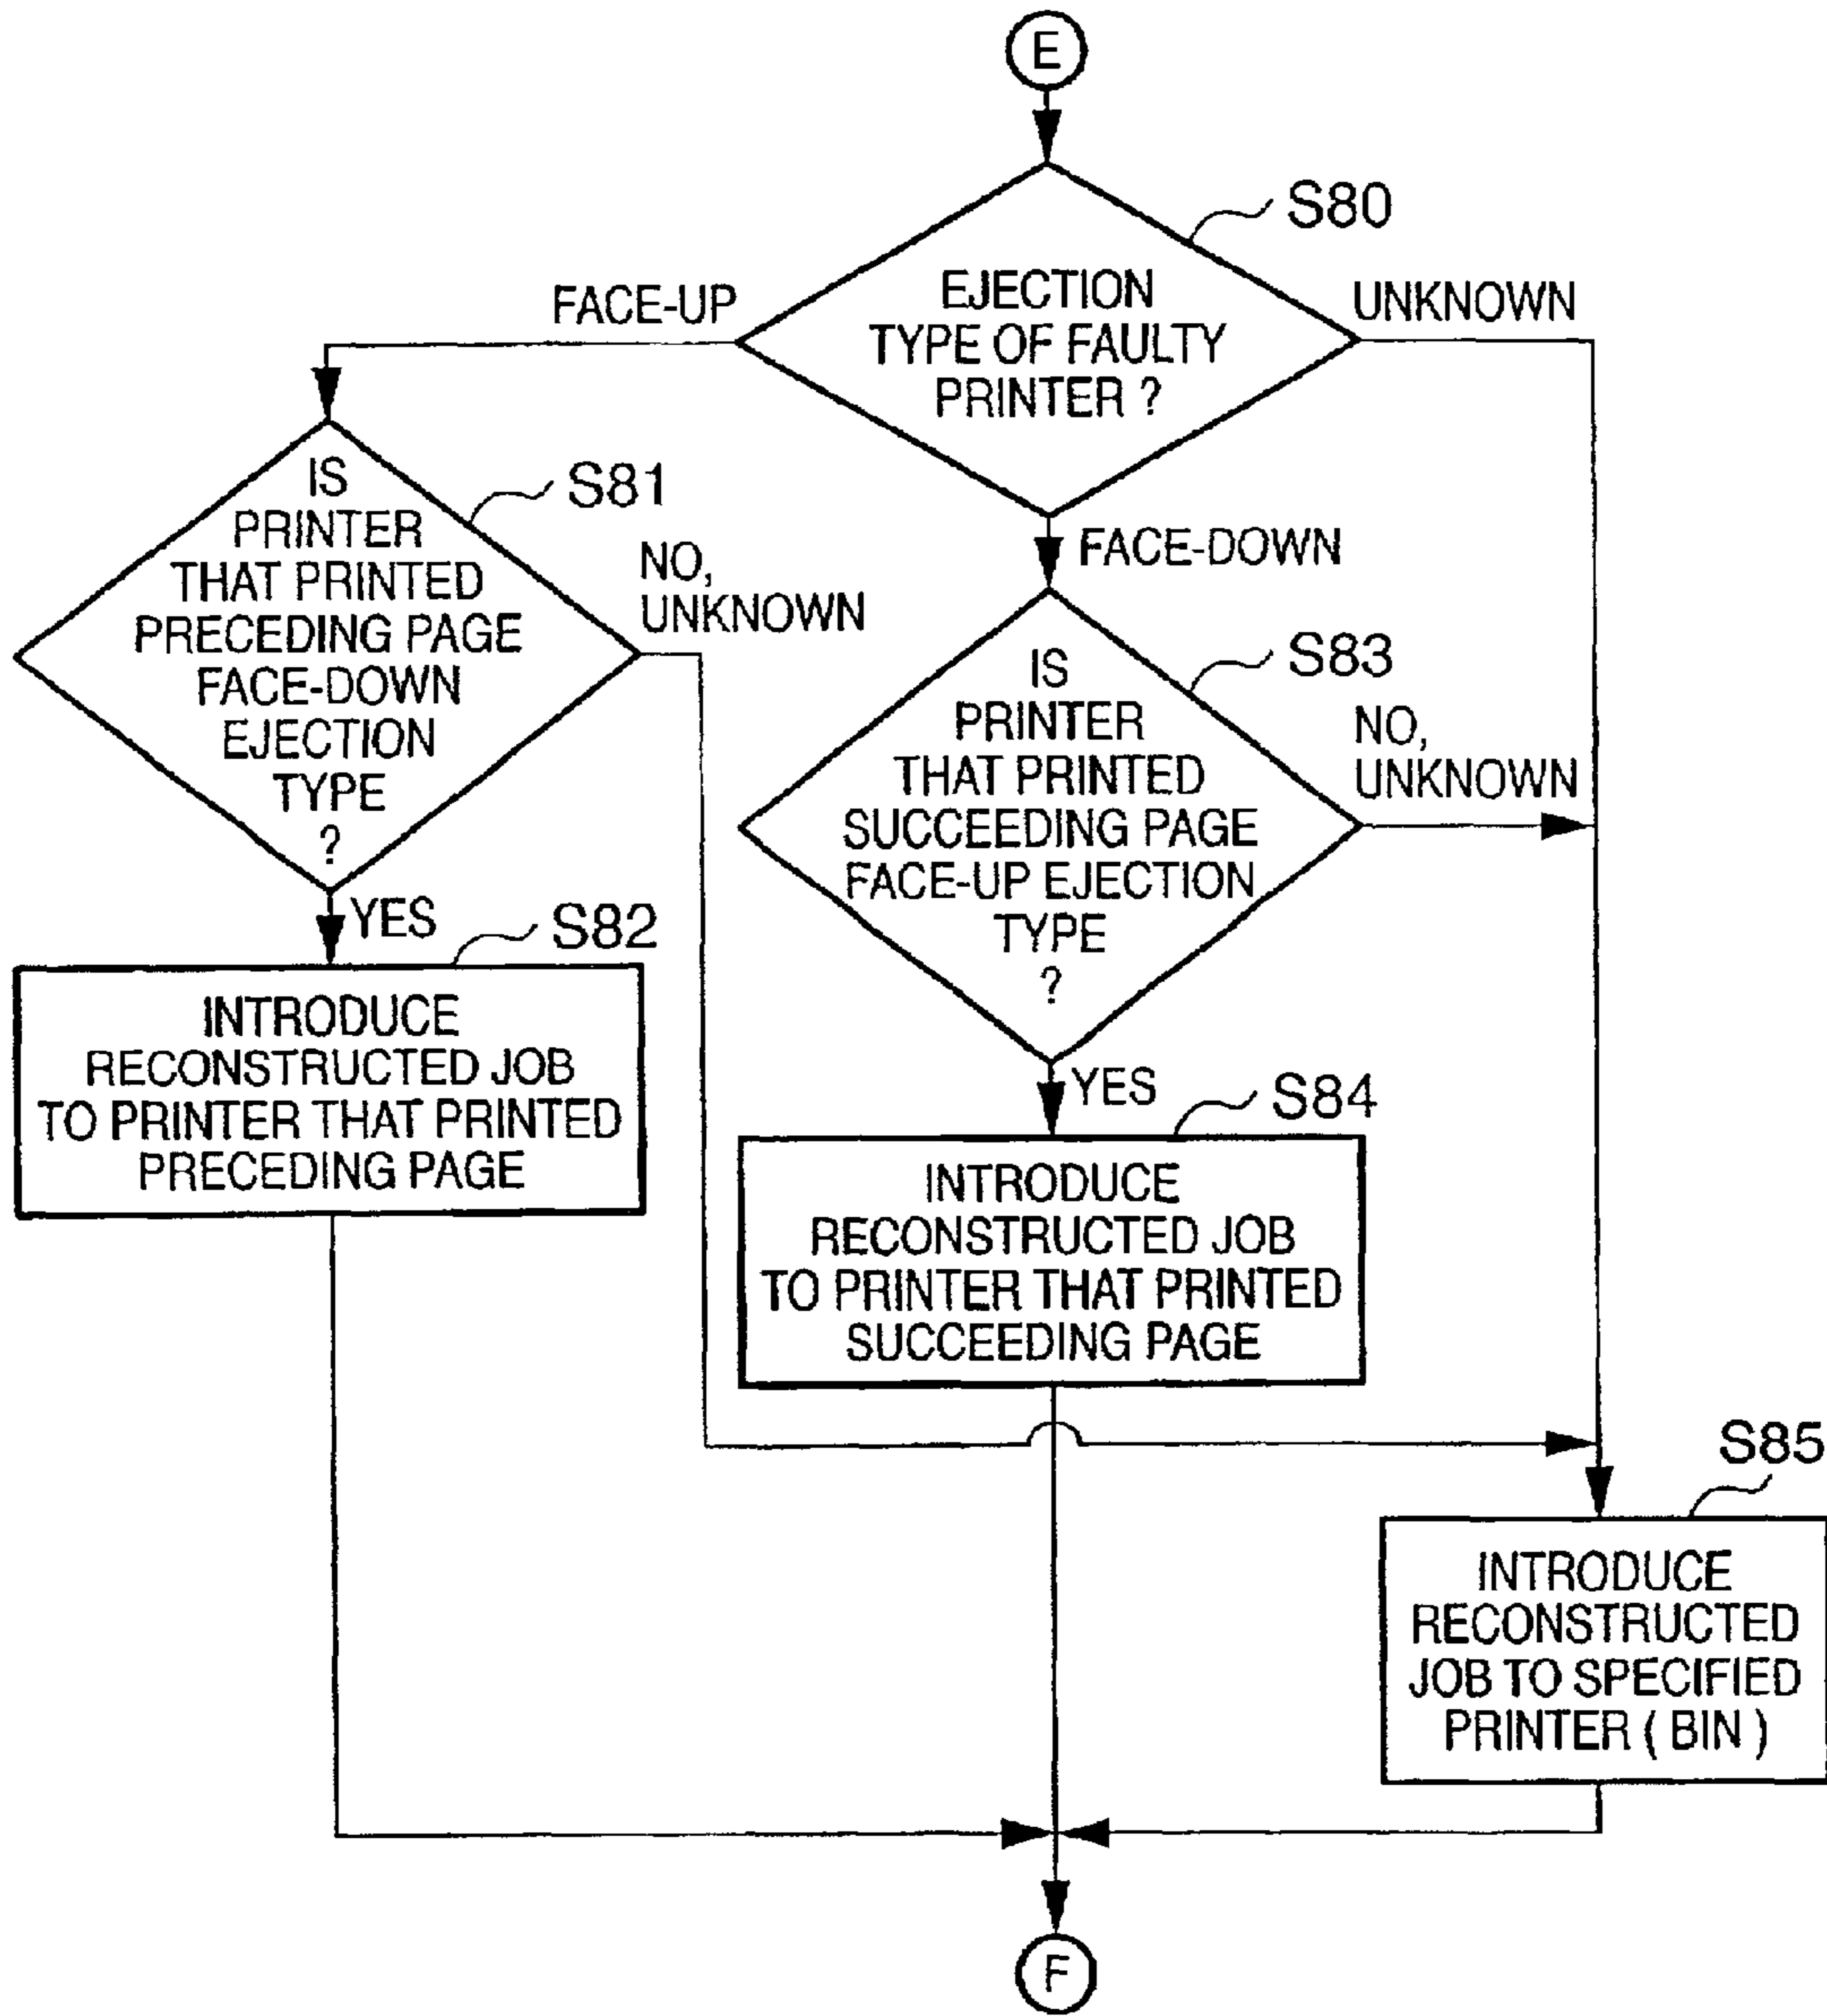 E
S80
EJECTION
TYPE OF FAULTY
PRINTER ?
FACE-UP
UNKNOWN
FACE-DOWN
S81
IS
PRINTER
THAT PRINTED
PRECEDING PAGE
FACE-DOWN
EJECTION
TYPE
?
NO,
UNKNOWN
YES
S82
INTRODUCE
RECONSTRUCTED JOB
TO PRINTER THAT PRINTED
PRECEDING PAGE
S83
IS
PRINTER
THAT PRINTED
SUCCEEDING PAGE
FACE-UP EJECTION
TYPE
?
NO,
UNKNOWN
YES
S84
INTRODUCE
RECONSTRUCTED JOB
TO PRINTER THAT PRINTED
SUCCEEDING PAGE
S85
INTRODUCE
RECONSTRUCTED
JOB TO SPECIFIED
PRINTER ( BIN )
F